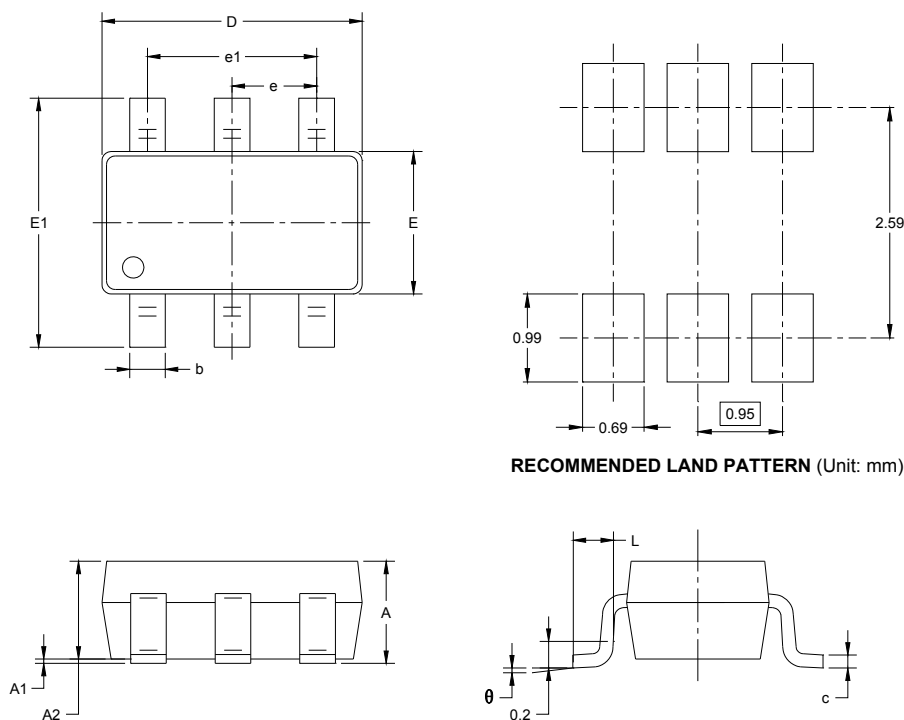 D
e1
e
E1
E
b
2.59
0.99
0.69
0.95
RECOMMENDED LAND PATTERN (Unit: mm)
L
A
A1
A2
θ
0.2
c